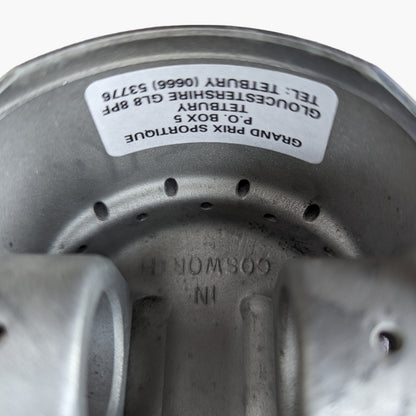 GRAND PRIX SPORTIQUE
P.O. BOX 5
TETBURY
GLOUCESTERSHIRE GL8 8PF
TEL: TETBURY (0666) 53776
COSWORTH
IN